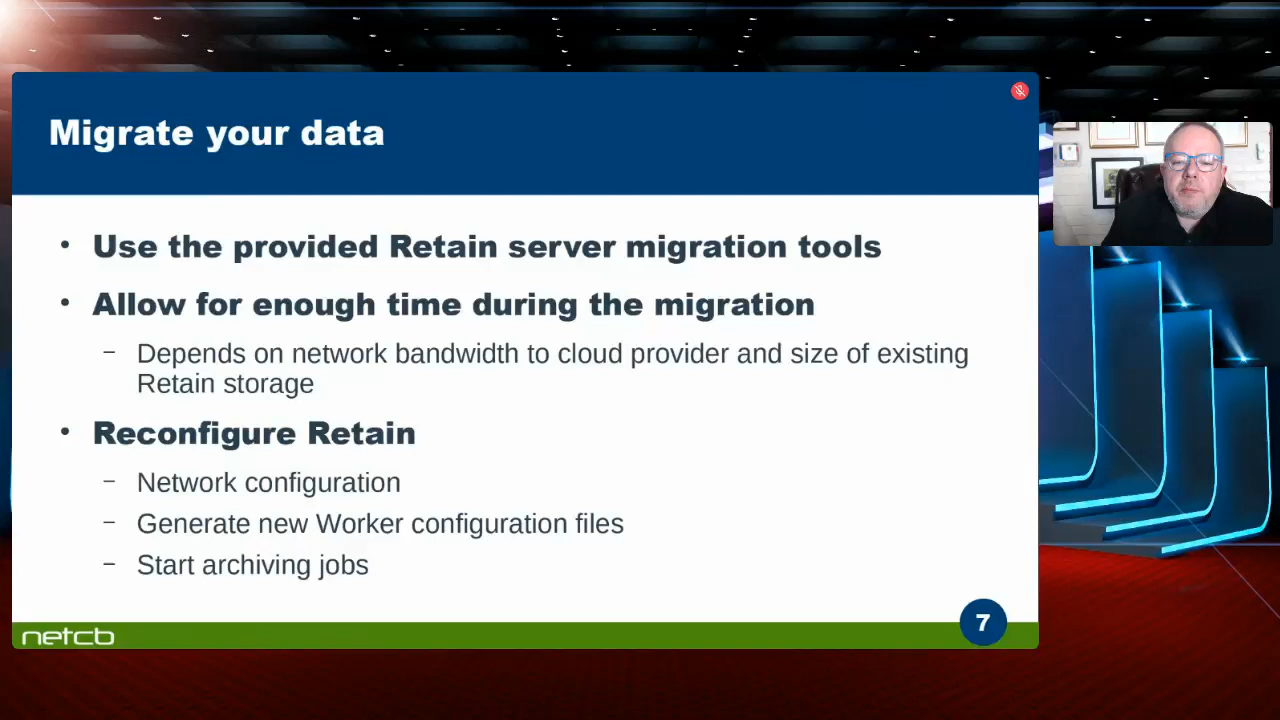 Migrate your data
• Use the provided Retain server migration tools
• Allow for enough time during the migration
– Depends on network bandwidth to cloud provider and size of existing
Retain storage
• Reconfigure Retain
– Network configuration
– Generate new Worker configuration files
– Start archiving jobs
netcb
7